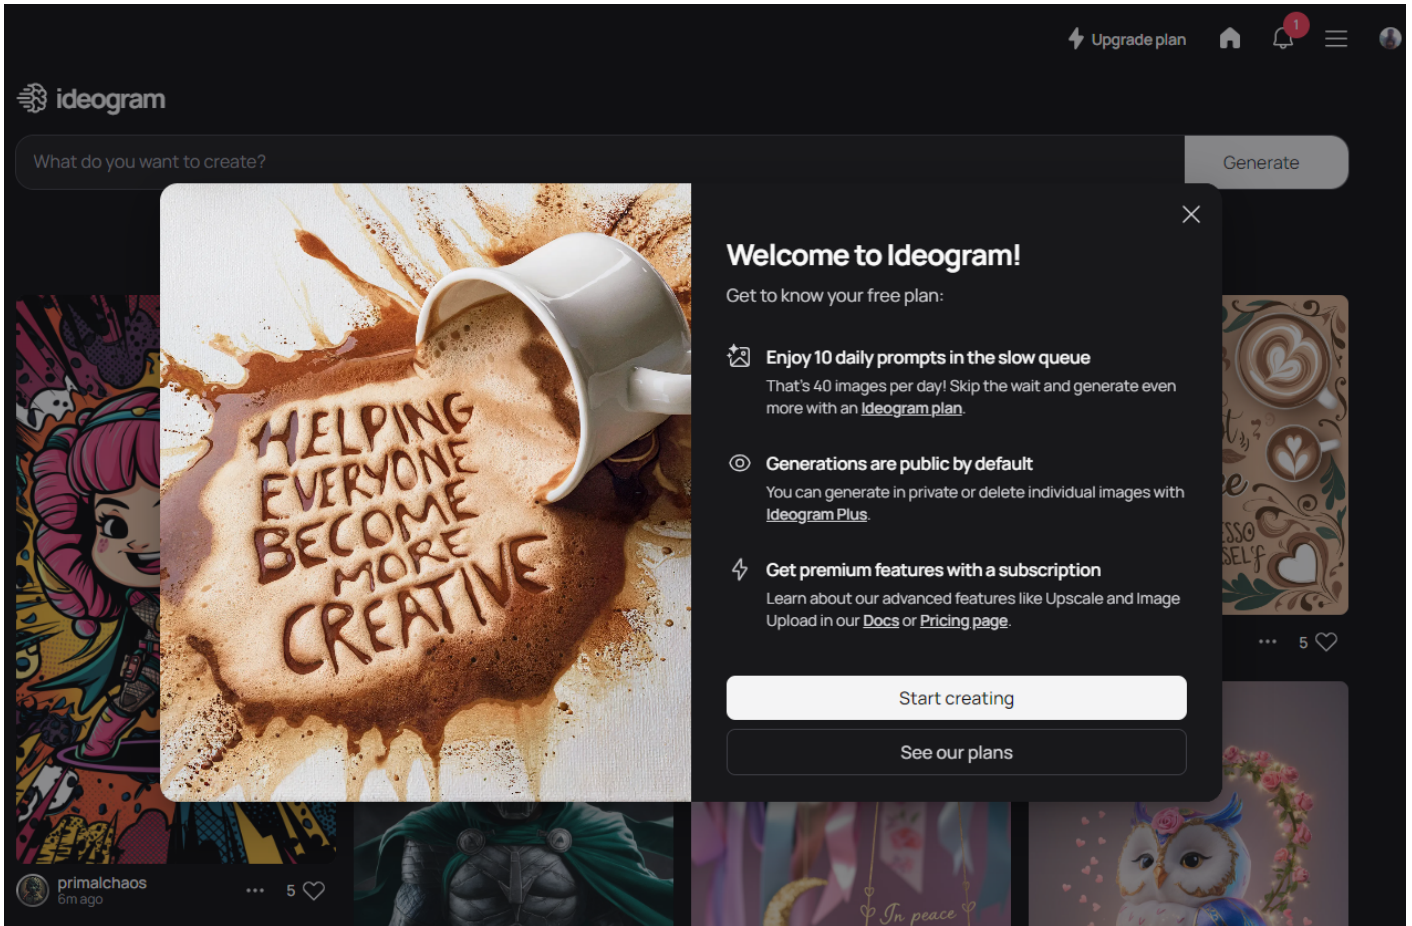 Upgrade plan
1
ideogram
What do you want to create?
Generate
HELPING
EVERYONE
BECOME
MORE
CREATIVE
Welcome to Ideogram!
Get to know your free plan:
Enjoy 10 daily prompts in the slow queue
That's 40 images per day! Skip the wait and generate even
more with an Ideogram plan.
Generations are public by default
You can generate in private or delete individual images with
Ideogram Plus.
Get premium features with a subscription
Learn about our advanced features like Upscale and Image
Upload in our Docs or Pricing page.
Start creating
See our plans
5
primalchaos
6m ago
5
In peace